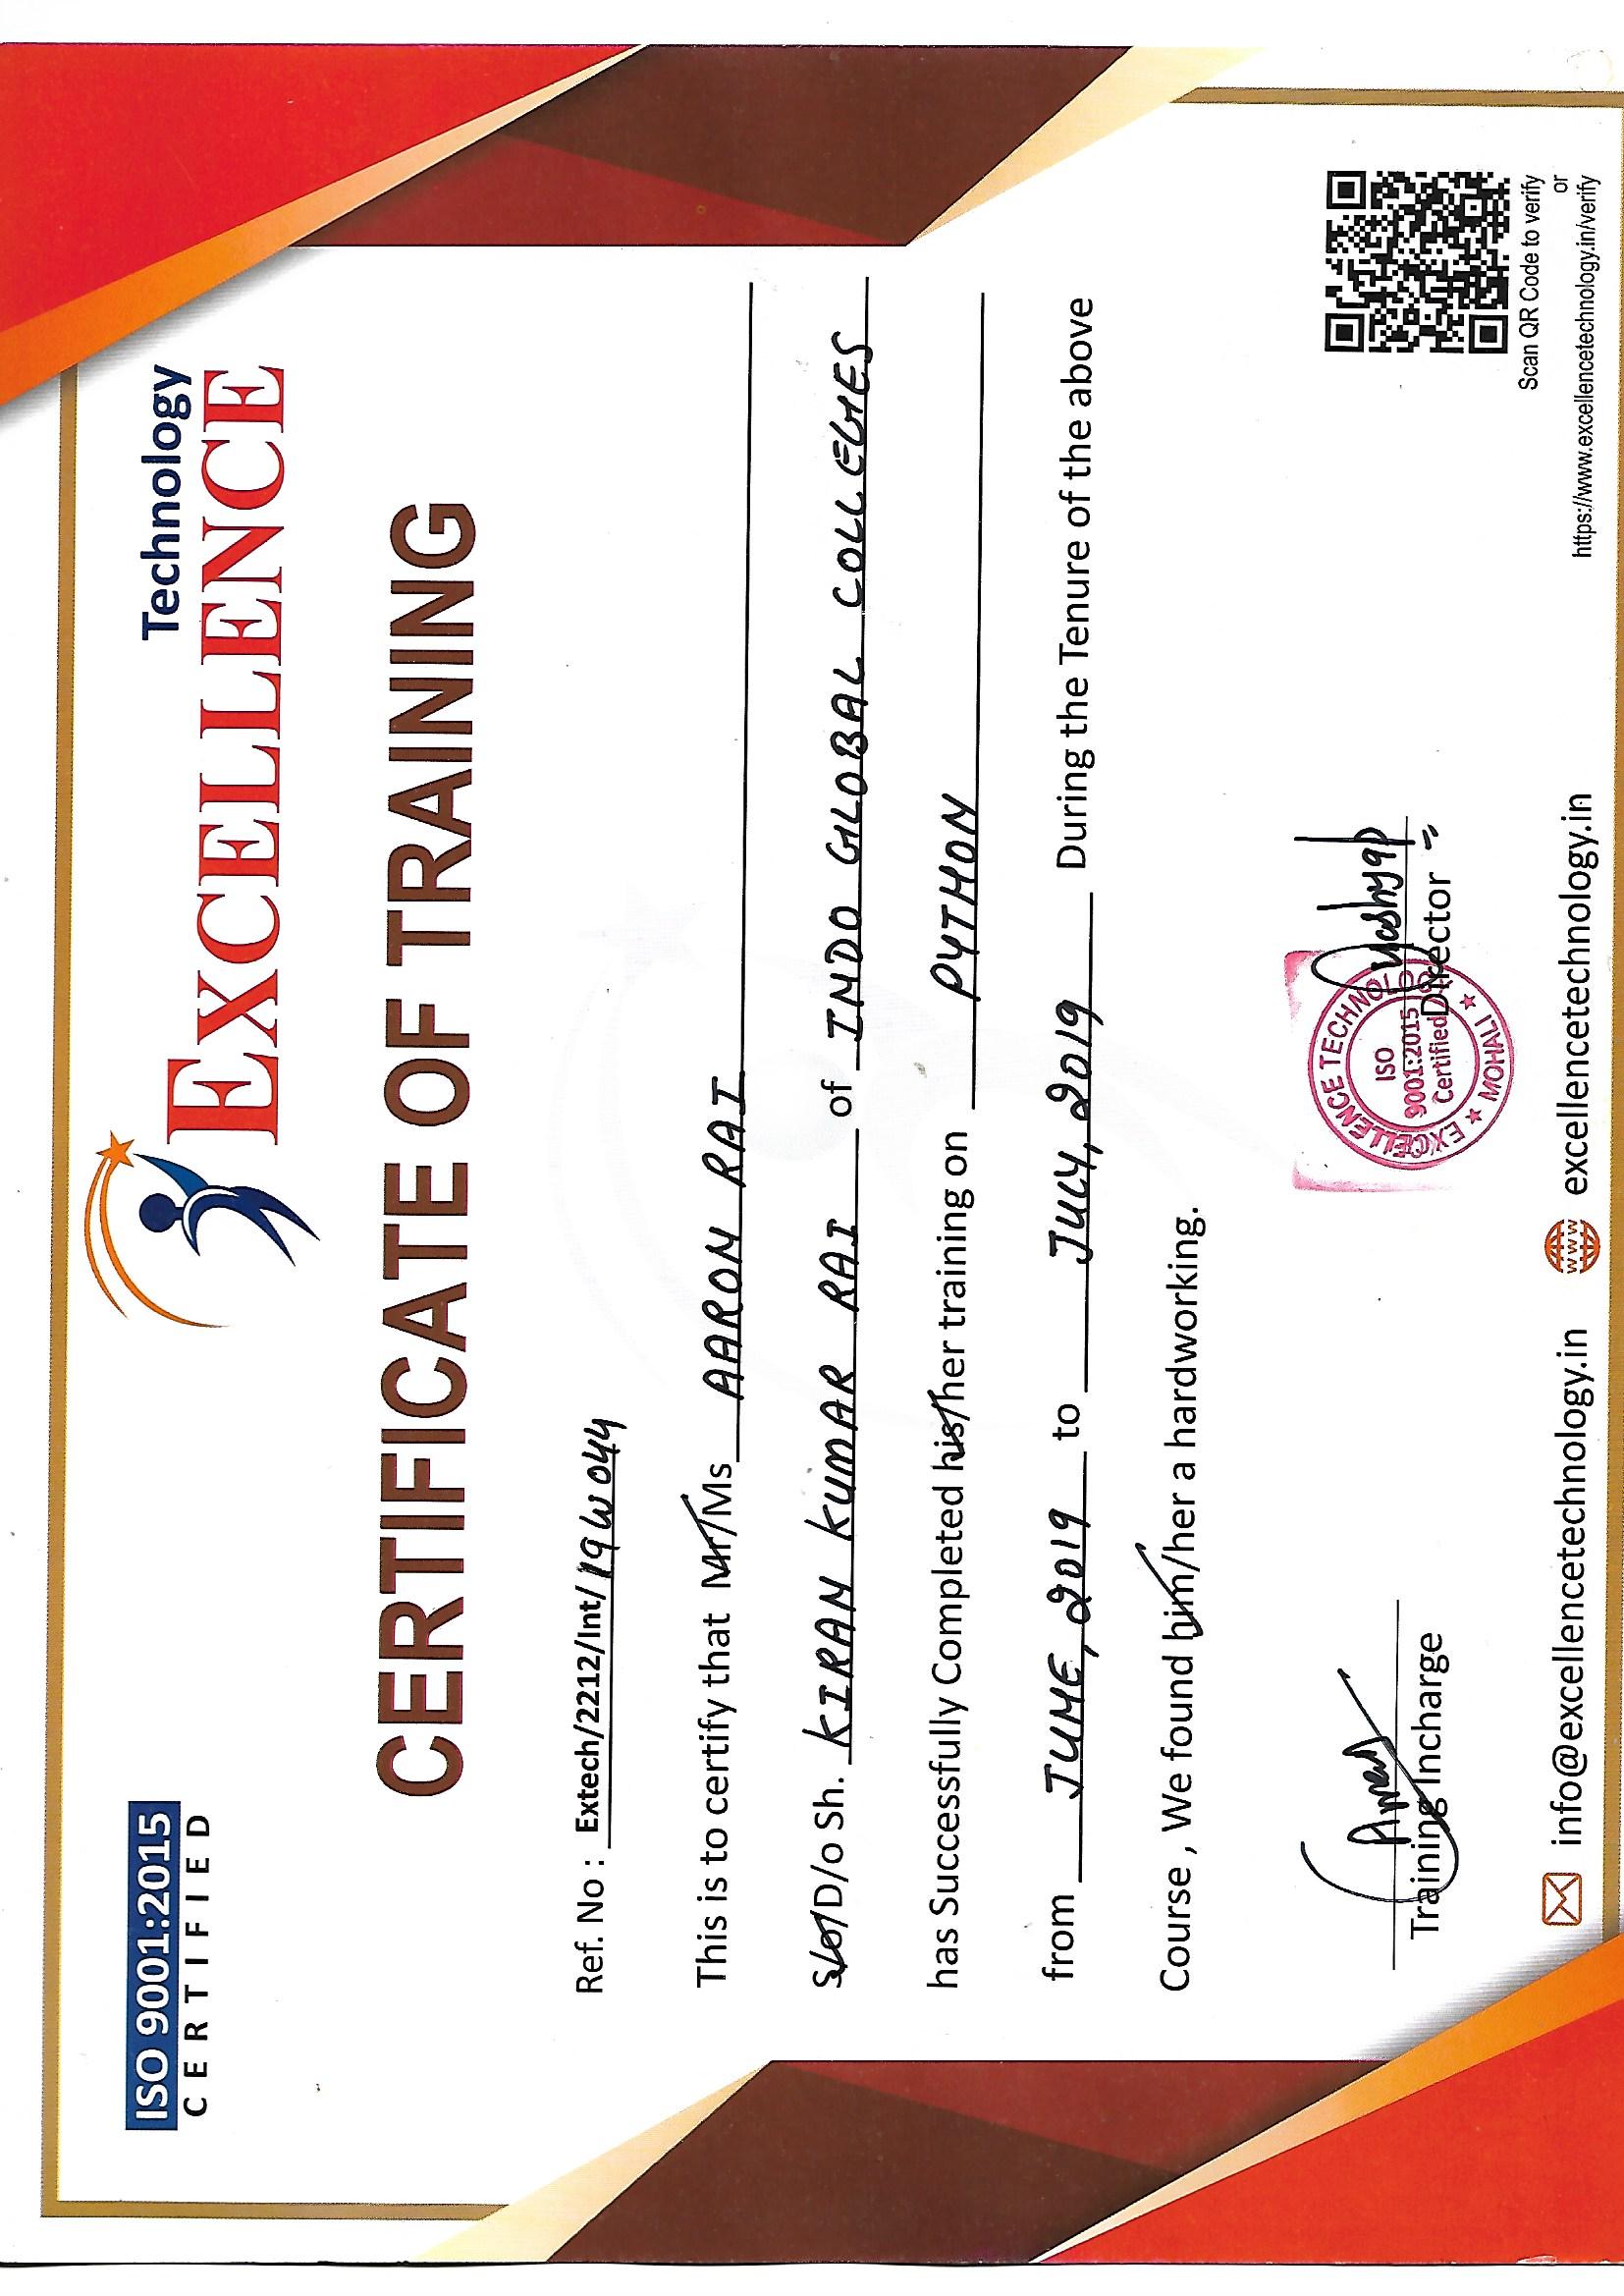 ISO 9001:2015
CERTIFIED
Technology
EXCELLENCE
CERTIFICATE OF TRAINING
Ref. No : Extech/2212/Int/ 19W044
This is to certify that Mr/Ms AARON RAI
S/o/D/o Sh. KIRAN KUMAR RAI of INDO GLOBAL COLLEGES
has Successfully Completed his/her training on PYTHON
from JUNE, 2019 to JULY, 2019 During the Tenure of the above
Course , We found him/her a hardworking.
Training Incharge
EXCELLENCE TECHNOLOGY
ISO
9001:2015
Certified
MOHALI
Director
Scan QR Code to verify
or
https://www.excellencetechnology.in/verify
info@excellencetechnology.in
www
excellencetechnology.in